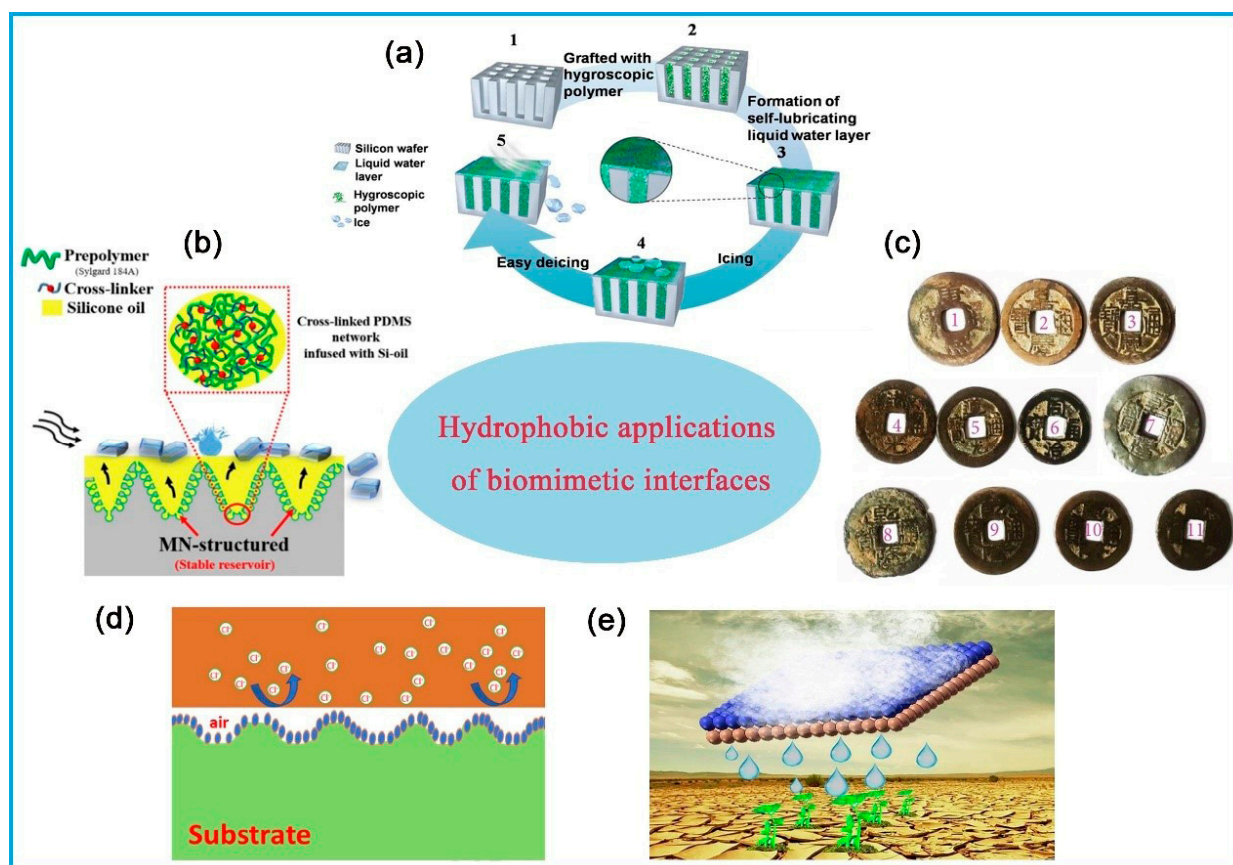 (a)
1
Grafted with
hygroscopic
polymer
2
Formation of
self-lubricating
liquid water layer
3
Icing
4
Easy deicing
5
Silicon wafer
Liquid water
layer
Hygroscopic
polymer
Ice
(b)
Prepolymer
(Sylgard 184A)
Cross-linker
Silicone oil
Cross-linked PDMS
network
infused with Si-oil
MN-structured
(Stable reservoir)
Hydrophobic applications
of biomimetic interfaces
(c)
1 2 3
4 5 6 7
8 9 10 11
(d)
Cl-
air
Substrate
(e)